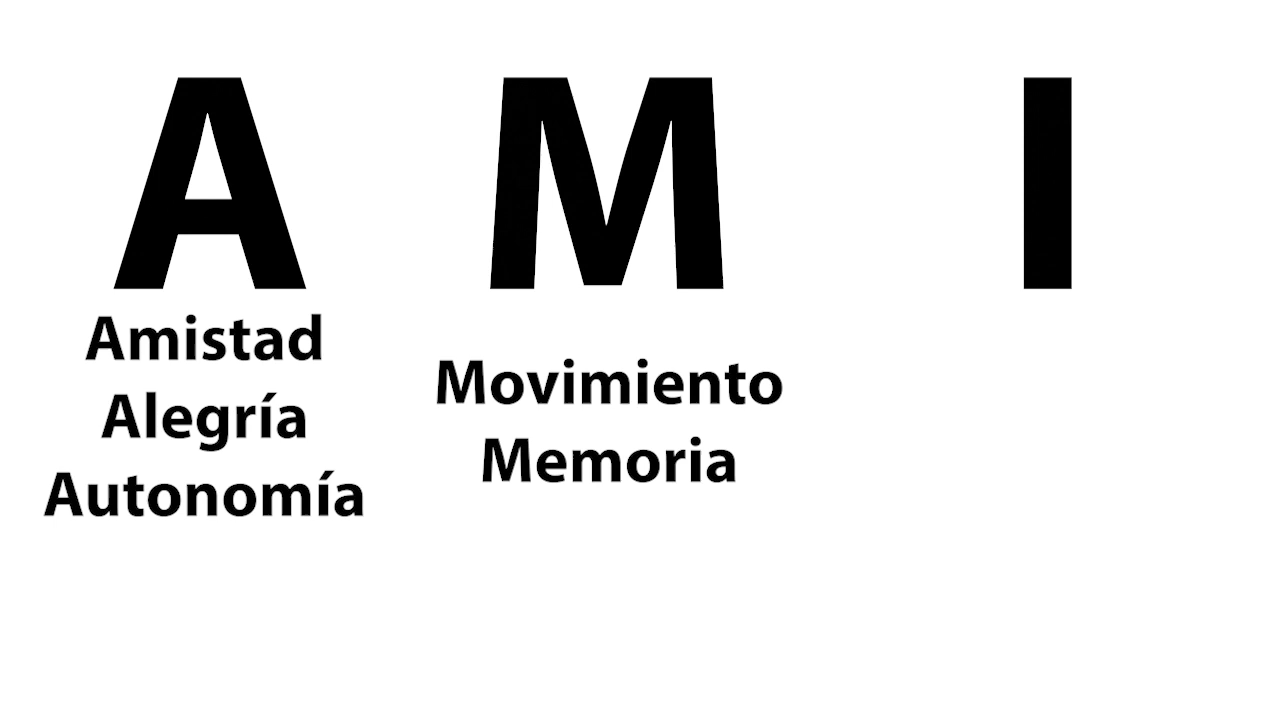 A M I
Amistad
Alegría
Autonomía
Movimiento
Memoria